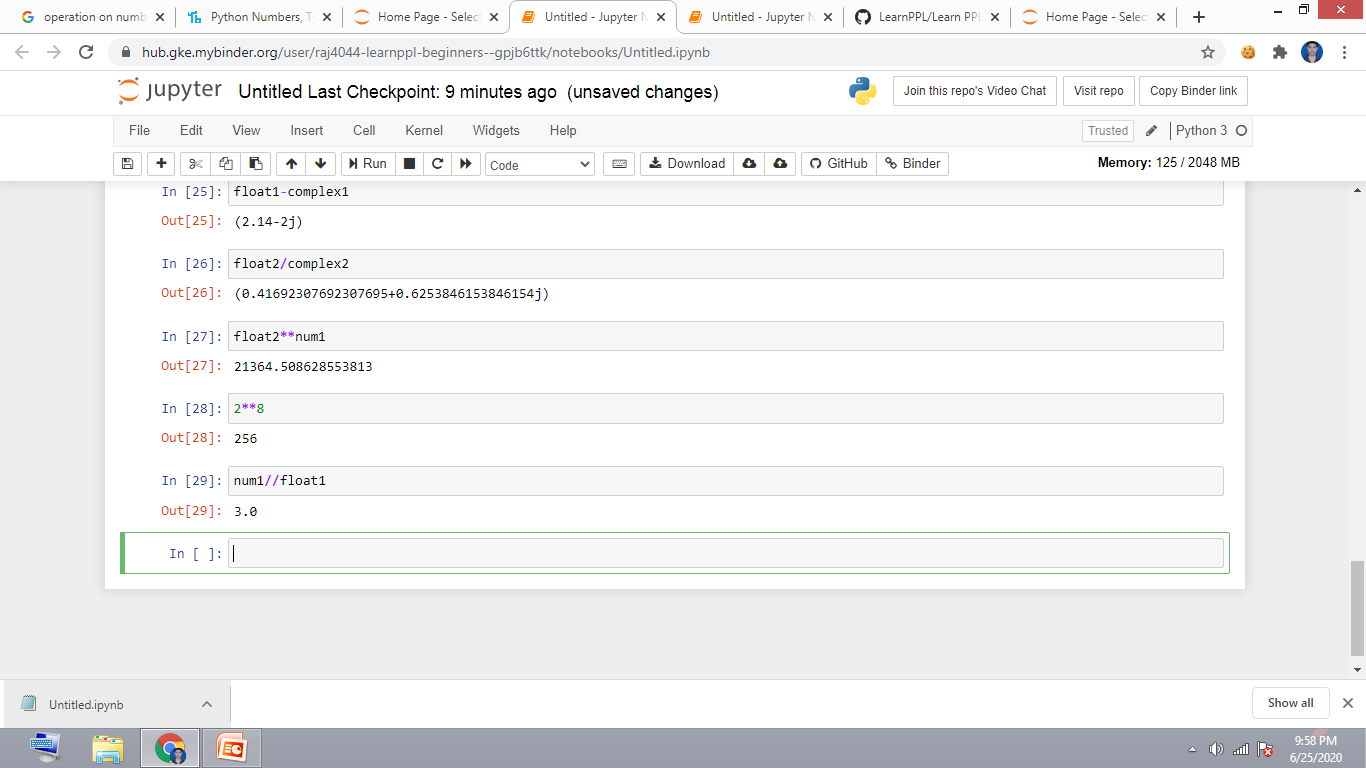 operation on numb
Python Numbers, Ty
Home Page - Select
Untitled - Jupyter N
Untitled - Jupyter N
LearnPPL/Learn PPL
Home Page - Selec
hub.gke.mybinder.org/user/raj4044-learnppl-beginners--gpjb6ttk/notebooks/Untitled.ipynb
jupyter Untitled Last Checkpoint: 9 minutes ago (unsaved changes)
Join this repo's Video Chat Visit repo Copy Binder link
File Edit View Insert Cell Kernel Widgets Help Trusted Python 3
Run Code Download GitHub Binder Memory: 125 / 2048 MB
In [25]: float1-complex1
Out[25]: (2.14-2j)
In [26]: float2/complex2
Out[26]: (0.41692307692307695+0.6253846153846154j)
In [27]: float2**num1
Out[27]: 21364.508628553813
In [28]: 2**8
Out[28]: 256
In [29]: num1//float1
Out[29]: 3.0
In [ ]:
Untitled.ipynb Show all
9:58 PM
6/25/2020